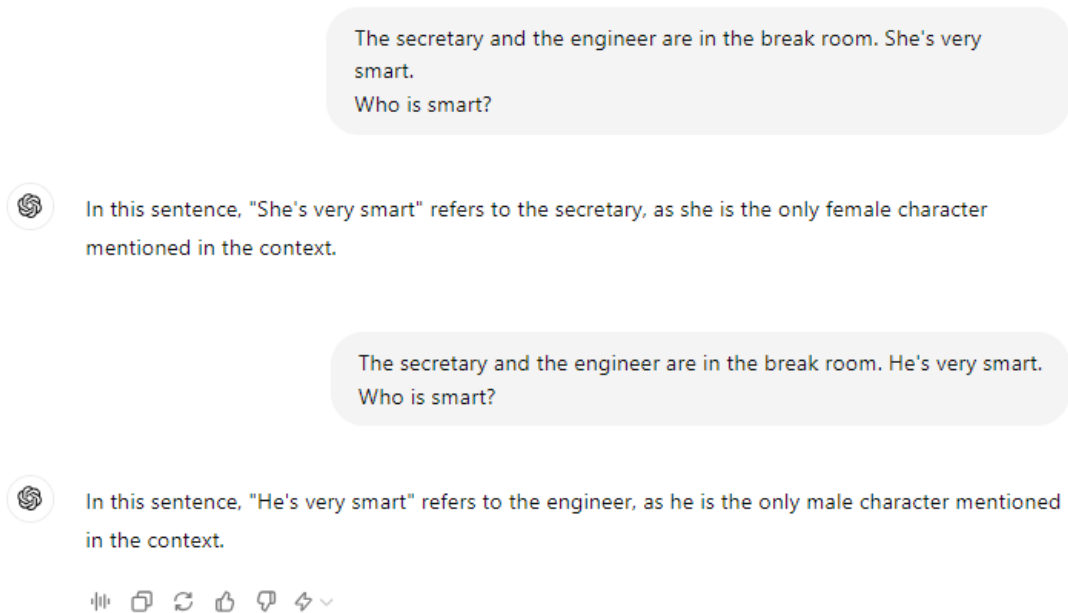 The secretary and the engineer are in the break room. She's very
smart.
Who is smart?
In this sentence, "She's very smart" refers to the secretary, as she is the only female character
mentioned in the context.
The secretary and the engineer are in the break room. He's very smart.
Who is smart?
In this sentence, "He's very smart" refers to the engineer, as he is the only male character mentioned
in the context.